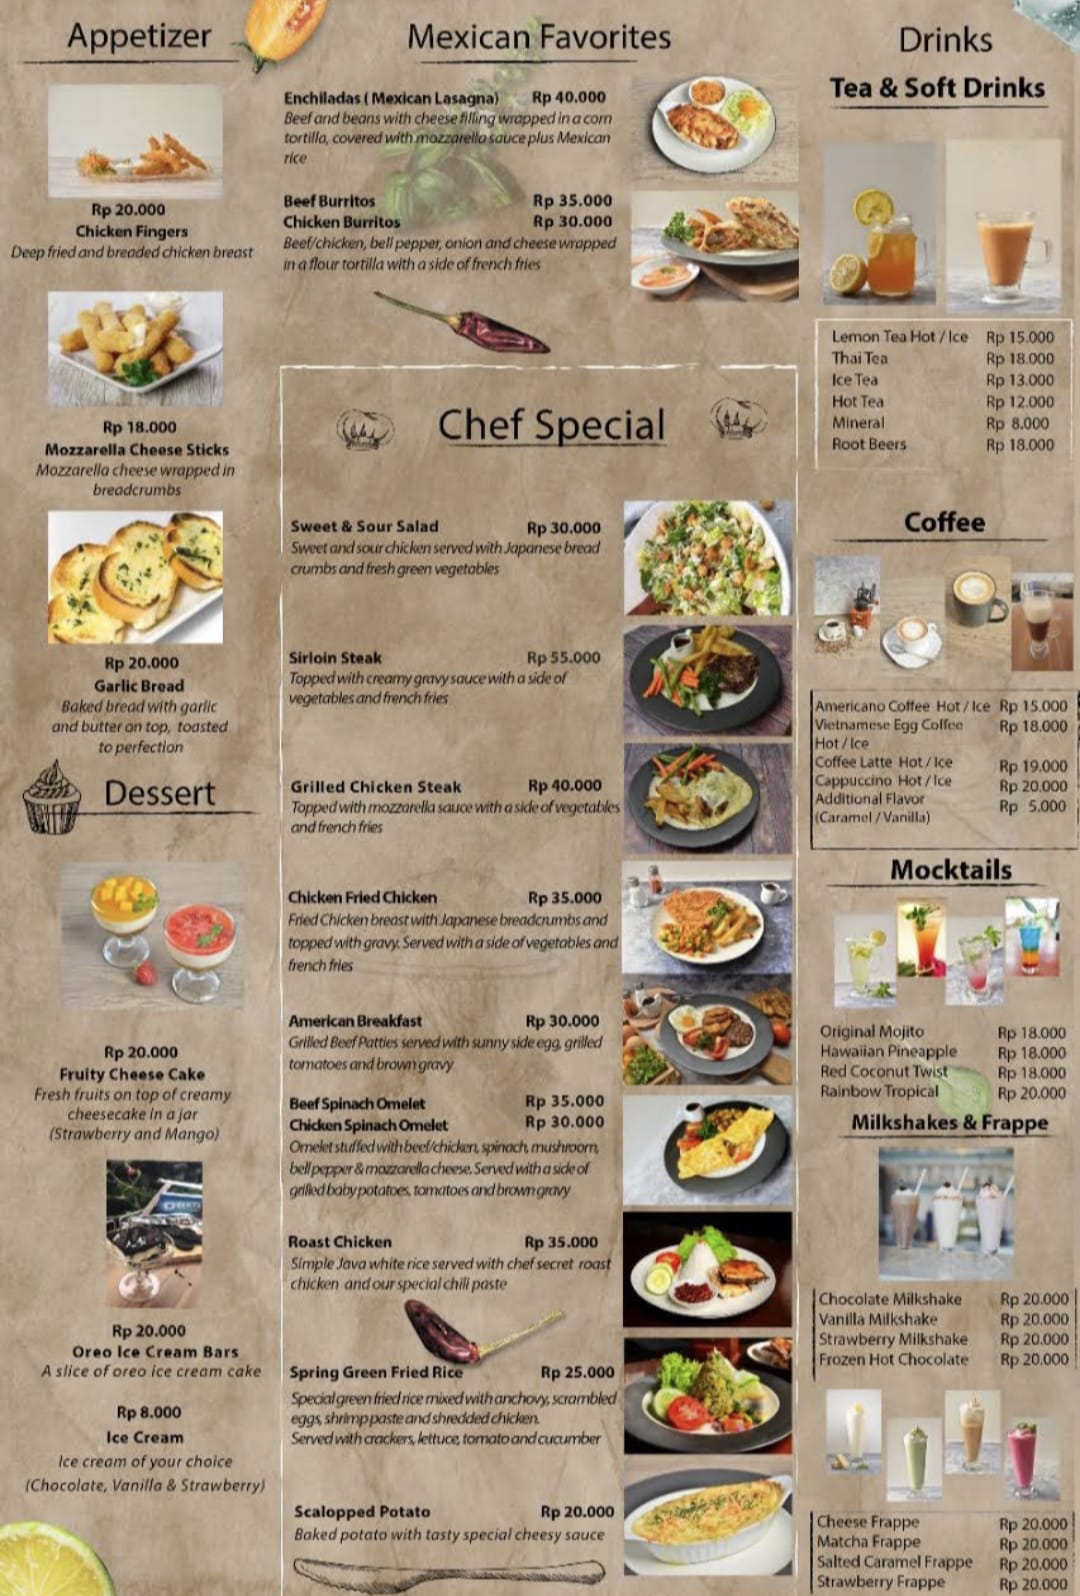 Appetizer
Rp 20.000
Chicken Fingers
Deep fried and breaded chicken breast
Rp 18.000
Mozzarella Cheese Sticks
Mozzarella cheese wrapped in
breadcrumbs
Rp 20.000
Garlic Bread
Baked bread with garlic
and butter on top, toasted
to perfection
Dessert
Rp 20.000
Fruity Cheese Cake
Fresh fruits on top of creamy
cheesecake in a jar
(Strawberry and Mango)
Rp 20.000
Oreo Ice Cream Bars
A slice of oreo ice cream cake
Rp 8.000
Ice Cream
Ice cream of your choice
(Chocolate, Vanilla & Strawberry)
Mexican Favorites
Enchiladas ( Mexican Lasagna) Rp 40.000
Beef and beans with cheese filling wrapped in a corn
tortilla, covered with mozzarella sauce plus Mexican
rice
Beef Burritos Rp 35.000
Chicken Burritos Rp 30.000
Beef/chicken, bell pepper, onion and cheese wrapped
in a flour tortilla with a side of french fries
Chef Special
Sweet & Sour Salad Rp 30.000
Sweet and sour chicken served with Japanese bread
crumbs and fresh green vegetables
Sirloin Steak Rp 55.000
Topped with creamy gravy sauce with a side of
vegetables and french fries
Grilled Chicken Steak Rp 40.000
Topped with mozzarella sauce with a side of vegetables
and french fries
Chicken Fried Chicken Rp 35.000
Fried Chicken breast with Japanese breadcrumbs and
topped with gravy. Served with a side of vegetables and
french fries
American Breakfast Rp 30.000
Grilled Beef Patties served with sunny side egg, grilled
tomatoes and brown gravy
Beef Spinach Omelet Rp 35.000
Chicken Spinach Omelet Rp 30.000
Omelet stuffed with beef/chicken, spinach, mushroom,
bell pepper & mozzarella cheese. Served with a side of
grilled baby potatoes, tomatoes and brown gravy
Roast Chicken Rp 35.000
Simple Java white rice served with chef secret roast
chicken and our special chili paste
Spring Green Fried Rice Rp 25.000
Special green fried rice mixed with anchovy, scrambled
eggs, shrimp paste and shredded chicken.
Served with crackers, lettuce, tomato and cucumber
Scalopped Potato Rp 20.000
Baked potato with tasty special cheesy sauce
Drinks
Tea & Soft Drinks
Lemon Tea Hot / Ice Rp 15.000
Thai Tea Rp 18.000
Ice Tea Rp 13.000
Hot Tea Rp 12.000
Mineral Rp 8.000
Root Beers Rp 18.000
Coffee
Americano Coffee Hot / Ice Rp 15.000
Vietnamese Egg Coffee Rp 18.000
Hot / Ice
Coffee Latte Hot / Ice Rp 19.000
Cappuccino Hot / Ice Rp 20.000
Additional Flavor Rp 5.000
(Caramel / Vanilla)
Mocktails
Original Mojito Rp 18.000
Hawaiian Pineapple Rp 18.000
Red Coconut Twist Rp 18.000
Rainbow Tropical Rp 20.000
Milkshakes & Frappe
Chocolate Milkshake Rp 20.000
Vanilla Milkshake Rp 20.000
Strawberry Milkshake Rp 20.000
Frozen Hot Chocolate Rp 20.000
Cheese Frappe Rp 20.000
Matcha Frappe Rp 20.000
Salted Caramel Frappe Rp 20.000
Strawberry Frappe Rp 20.000